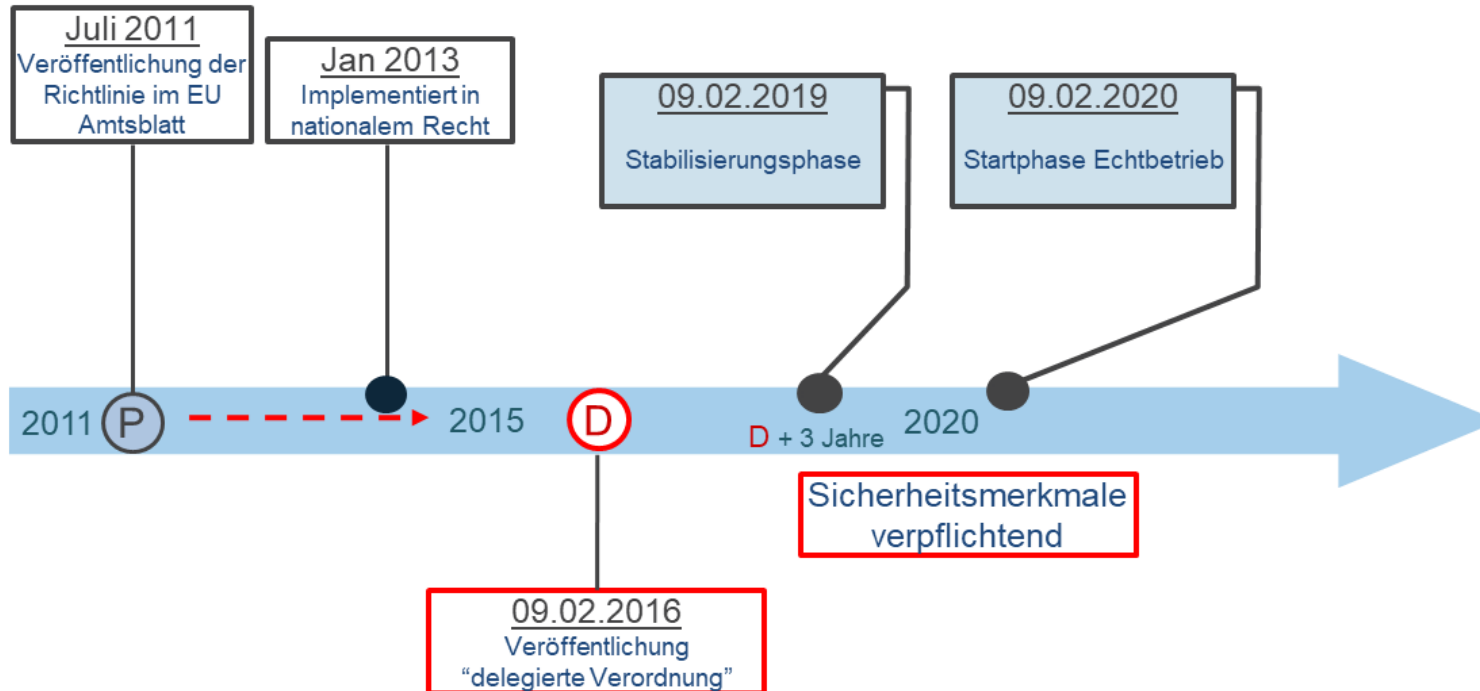 Juli 2011
Veröffentlichung der
Richtlinie im EU
Amtsblatt
Jan 2013
Implementiert in
nationalem Recht
09.02.2019
Stabilisierungsphase
09.02.2020
Startphase Echtbetrieb
2011
P
2015
D
D + 3 Jahre
2020
Sicherheitsmerkmale
verpflichtend
09.02.2016
Veröffentlichung
“delegierte Verordnung”